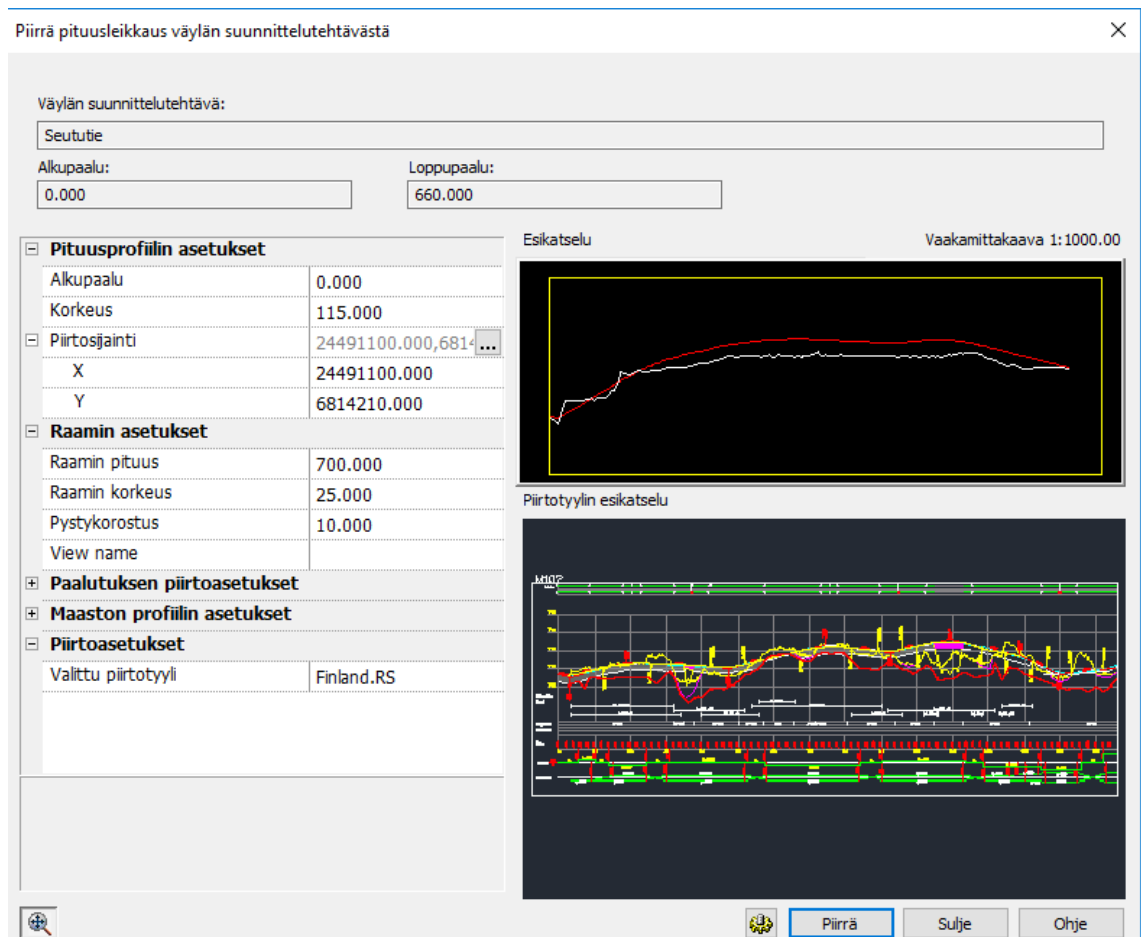 Piirrä pituusleikkaus väylän suunnittelutehtävästä
Väylän suunnittelutehtävä:
Seututie
Alkupaalu: Loppupaalu:
0.000 660.000
Esikatselu Vaakamittakaava 1:1000.00
Pituusprofiilin asetukset
Alkupaalu 0.000
Korkeus 115.000
Piirtosijainti 24491100.000,6814 ...
X 24491100.000
Y 6814210.000
Raamin asetukset
Raamin pituus 700.000
Raamin korkeus 25.000
Pystykorostus 10.000
View name
Paalutuksen piirtoasetukset
Maaston profiilin asetukset
Piirtoasetukset
Valittu piirtotyyli Finland.RS
Piirtotyylin esikatselu
Piirrä Sulje Ohje